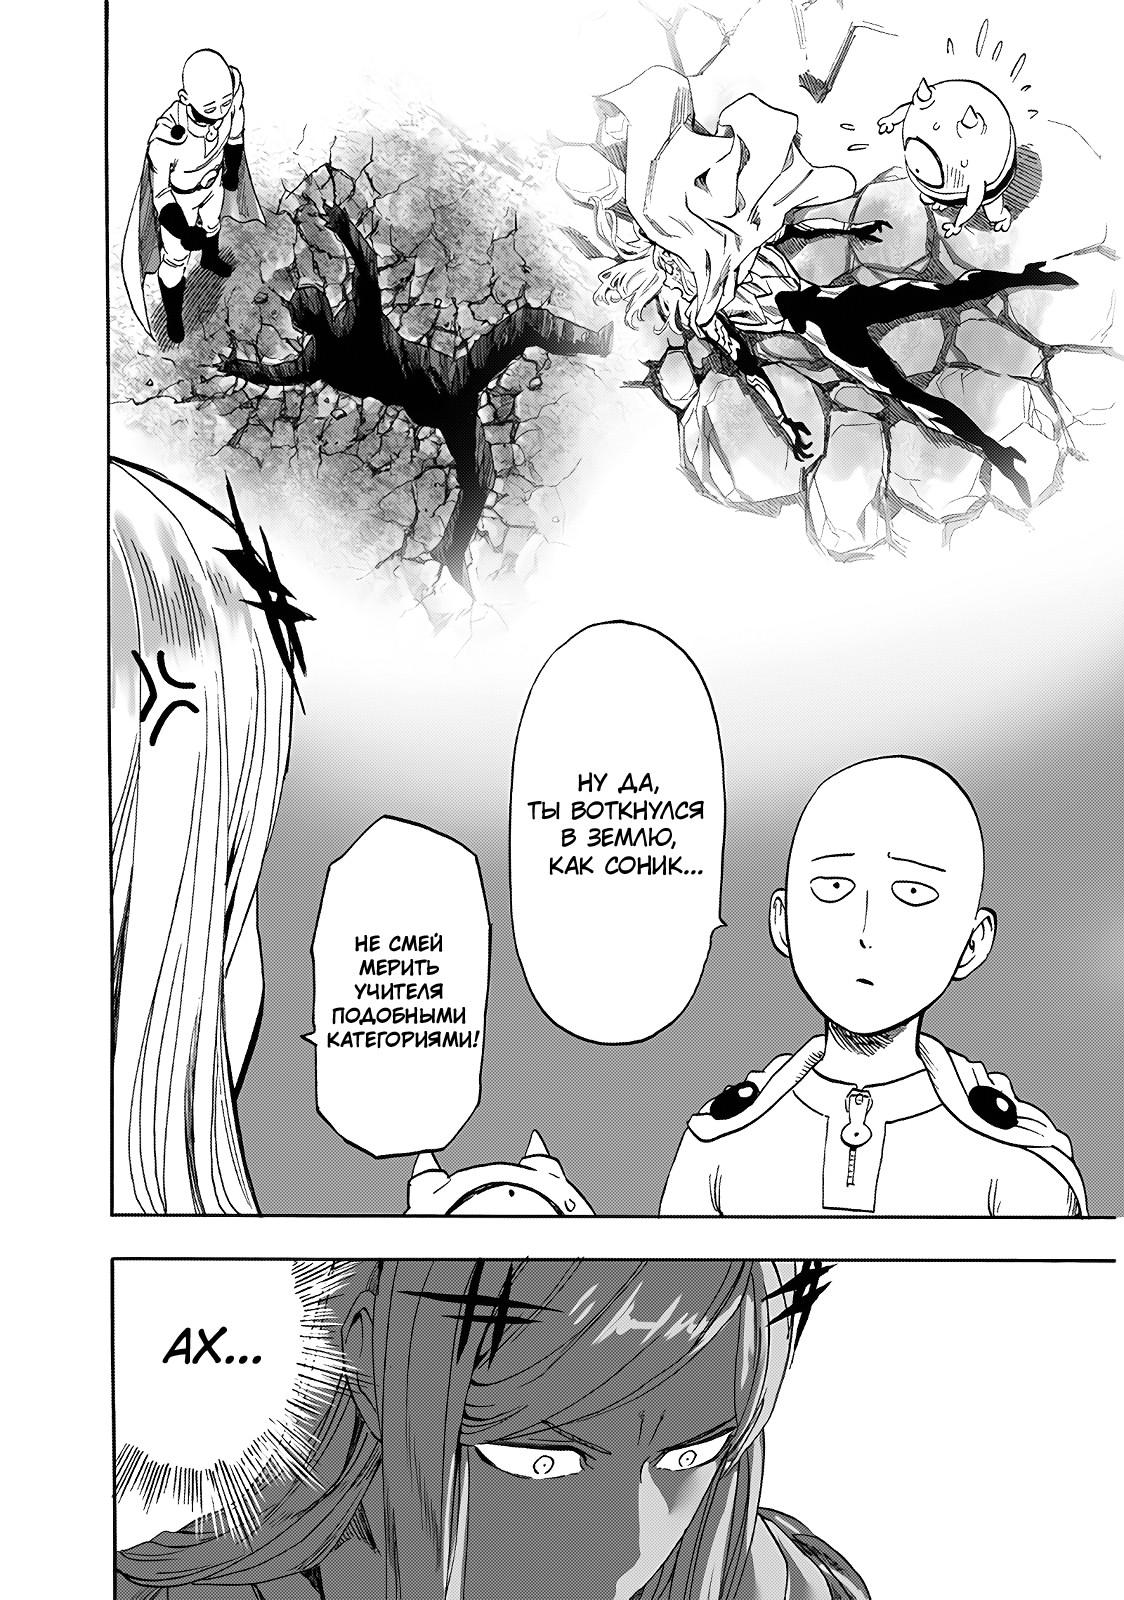 НУ ДА,
ТЫ ВОТКНУЛСЯ
В ЗЕМЛЮ,
КАК СОНИК...
НЕ СМЕЙ
МЕРИТЬ
УЧИТЕЛЯ
ПОДОБНЫМИ
КАТЕГОРИЯМИ!
АХ...